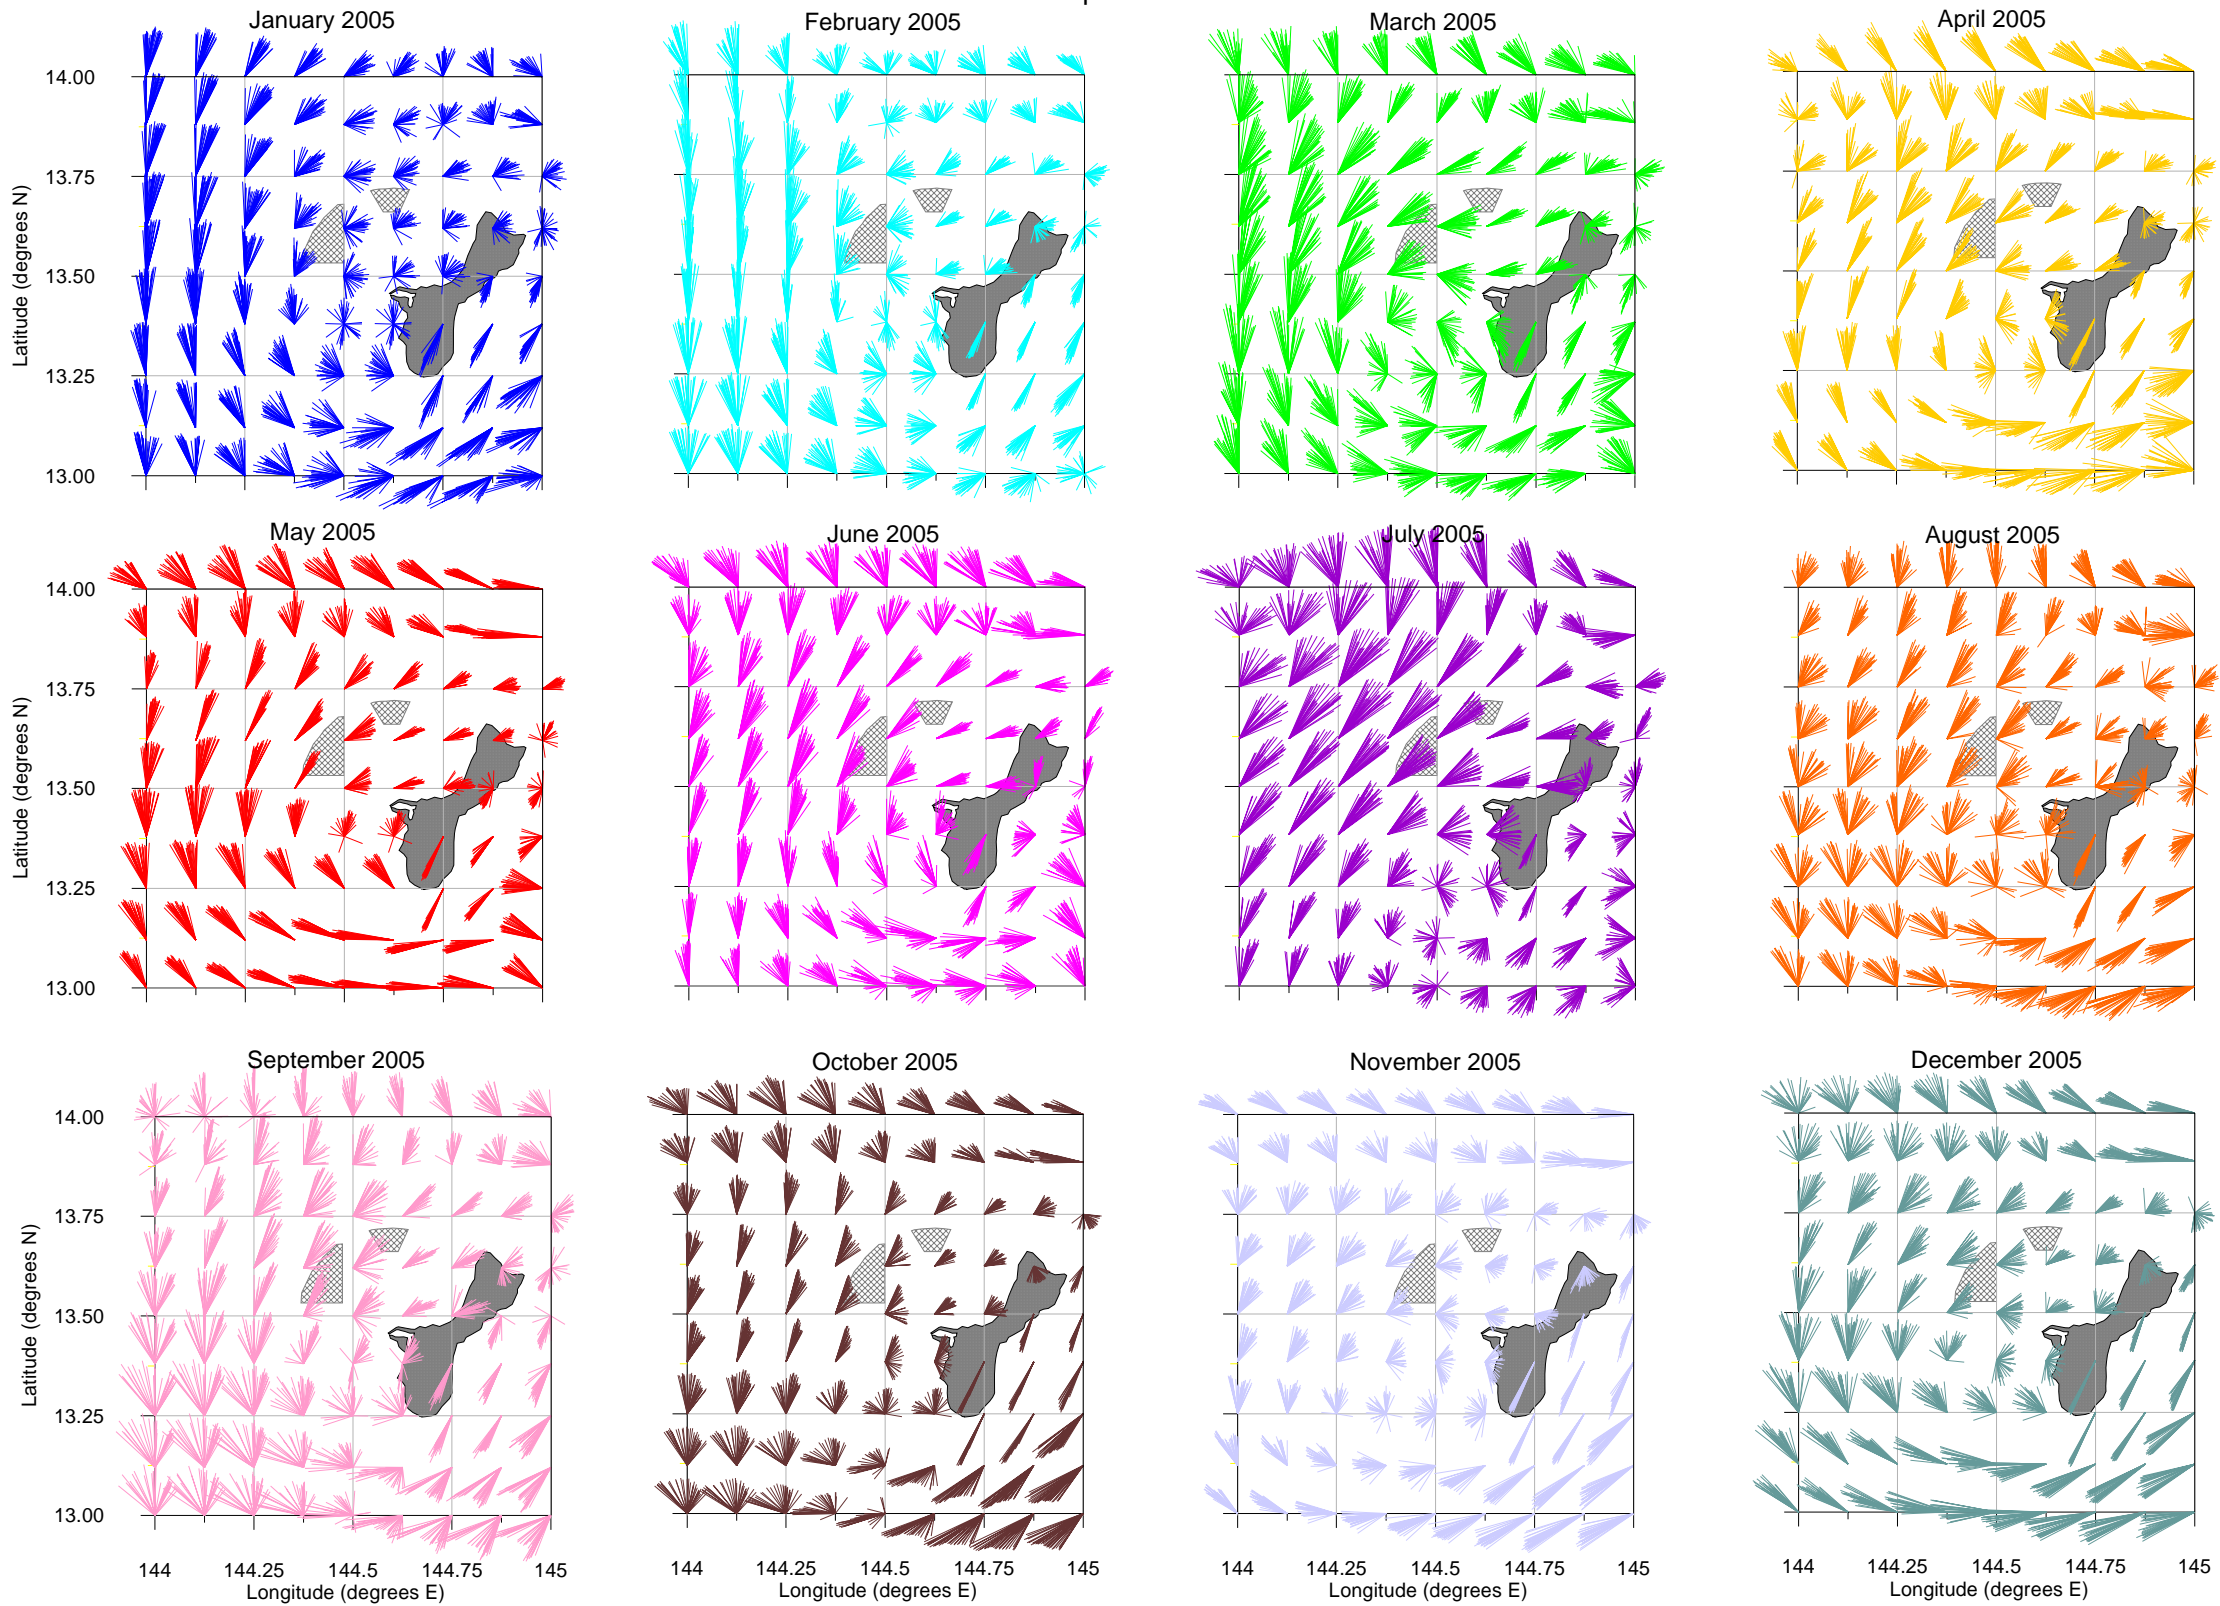 January 2005
February 2005
March 2005
April 2005
Latitude (degrees N)
14.00
13.75
13.50
13.25
13.00
May 2005
June 2005
July 2005
August 2005
Latitude (degrees N)
14.00
13.75
13.50
13.25
13.00
September 2005
October 2005
November 2005
December 2005
Latitude (degrees N)
14.00
13.75
13.50
13.25
13.00
144 144.25 144.5 144.75 145
Longitude (degrees E)
144 144.25 144.5 144.75 145
Longitude (degrees E)
144 144.25 144.5 144.75 145
Longitude (degrees E)
144 144.25 144.5 144.75 145
Longitude (degrees E)